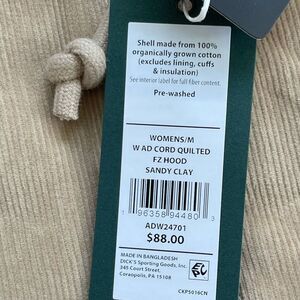 Shell made from 100%
organically grown cotton
(excludes lining, cuffs
& insulation)
See interior label for full fiber content.
Pre-washed
WOMENS/M
W AD CORD QUILTED
FZ HOOD
SANDY CLAY
1 96358 94480 3
ADW24701
$88.00
MADE IN BANGLADESH
DICK'S Sporting Goods, Inc.
345 Court Street,
Coraopolis, PA 15108
CKPS016CN